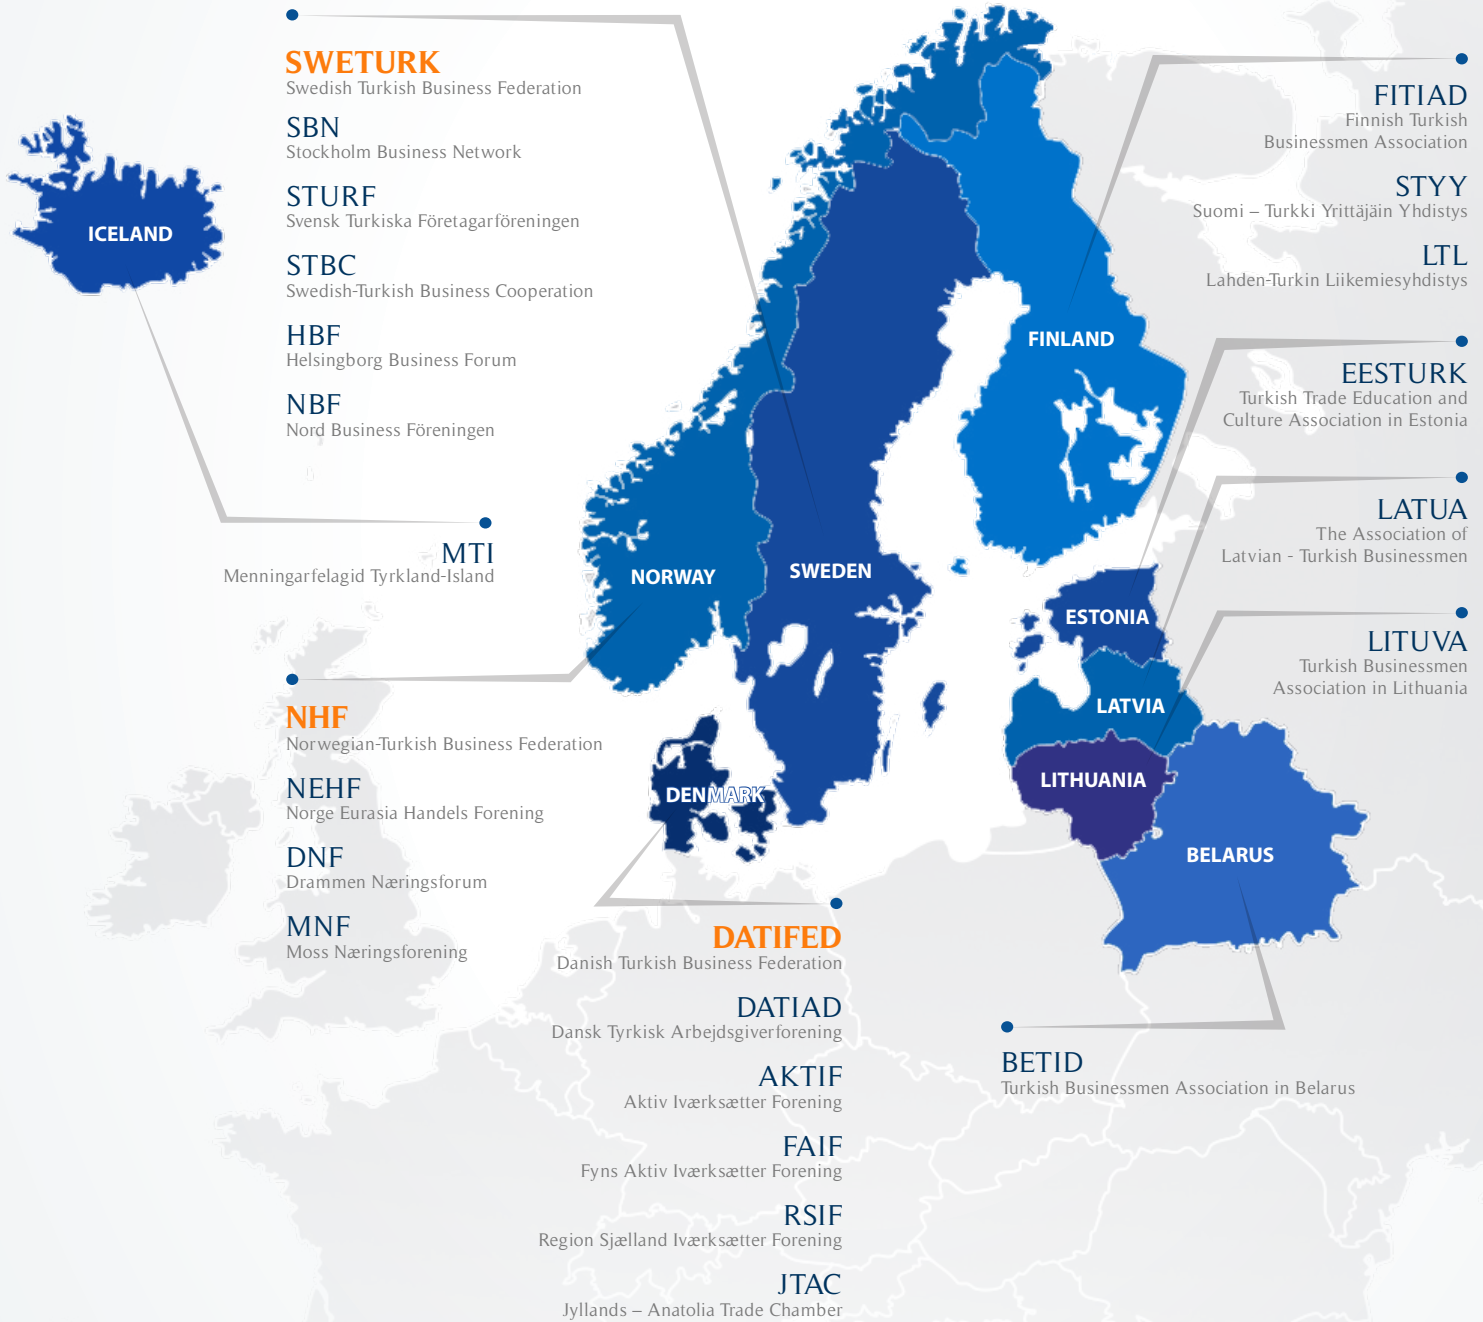 SWETURK
Swedish Turkish Business Federation
SBN
Stockholm Business Network
STURF
Svensk Turkiska Företagarföreningen
STBC
Swedish-Turkish Business Cooperation
HBF
Helsingborg Business Forum
NBF
Nord Business Föreningen
ICELAND
MTI
Menningarfelagid Tyrkland-Island
NHF
Norwegian-Turkish Business Federation
NEHF
Norge Eurasia Handels Forening
DNF
Drammen Næringsforum
MNF
Moss Næringsforening
NORWAY
SWEDEN
FINLAND
ESTONIA
LATVIA
LITHUANIA
BELARUS
DENMARK
DATIFED
Danish Turkish Business Federation
DATIAD
Dansk Tyrkisk Arbejdsgiverforening
AKTIF
Aktiv Iværksætter Forening
FAIF
Fyns Aktiv Iværksætter Forening
RSIF
Region Sjælland Iværksætter Forening
JTAC
Jyllands – Anatolia Trade Chamber
FITIAD
Finnish Turkish
Businessmen Association
STYY
Suomi – Turkki Yrittäjäin Yhdistys
LTL
Lahden-Turkin Liikemiesyhdistys
EESTURK
Turkish Trade Education and
Culture Association in Estonia
LATUA
The Association of
Latvian - Turkish Businessmen
LITUVA
Turkish Businessmen
Association in Lithuania
BETID
Turkish Businessmen Association in Belarus